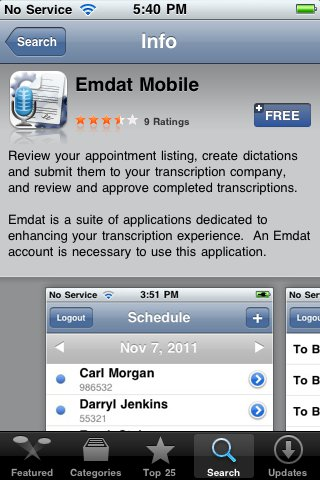 No Service 5:40 PM
Search Info
Emdat Mobile
9 Ratings
FREE
Review your appointment listing, create dictations
and submit them to your transcription company,
and review and approve completed transcriptions.
Emdat is a suite of applications dedicated to
enhancing your transcription experience. An Emdat
account is necessary to use this application.
No Service 3:51 PM
Logout Schedule +
Nov 7, 2011
Carl Morgan
986532
Darryl Jenkins
55321
No Serv
Logou
To B
To B
To B
To B
Featured Categories Top 25 Search Updates